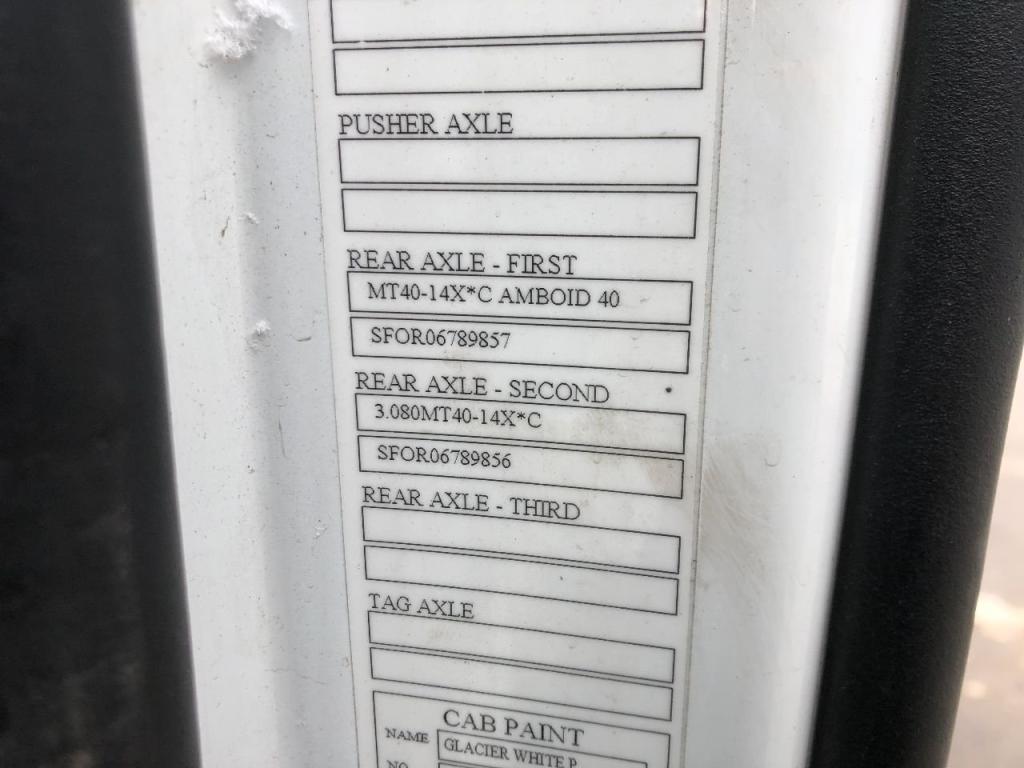 PUSHER AXLE
REAR AXLE - FIRST
MT40-14X*C AMBOID 40
SFOR06789857
REAR AXLE - SECOND
3.080MT40-14X*C
SFOR06789856
REAR AXLE - THIRD
TAG AXLE
CAB PAINT
NAME GLACIER WHITE P
NO.